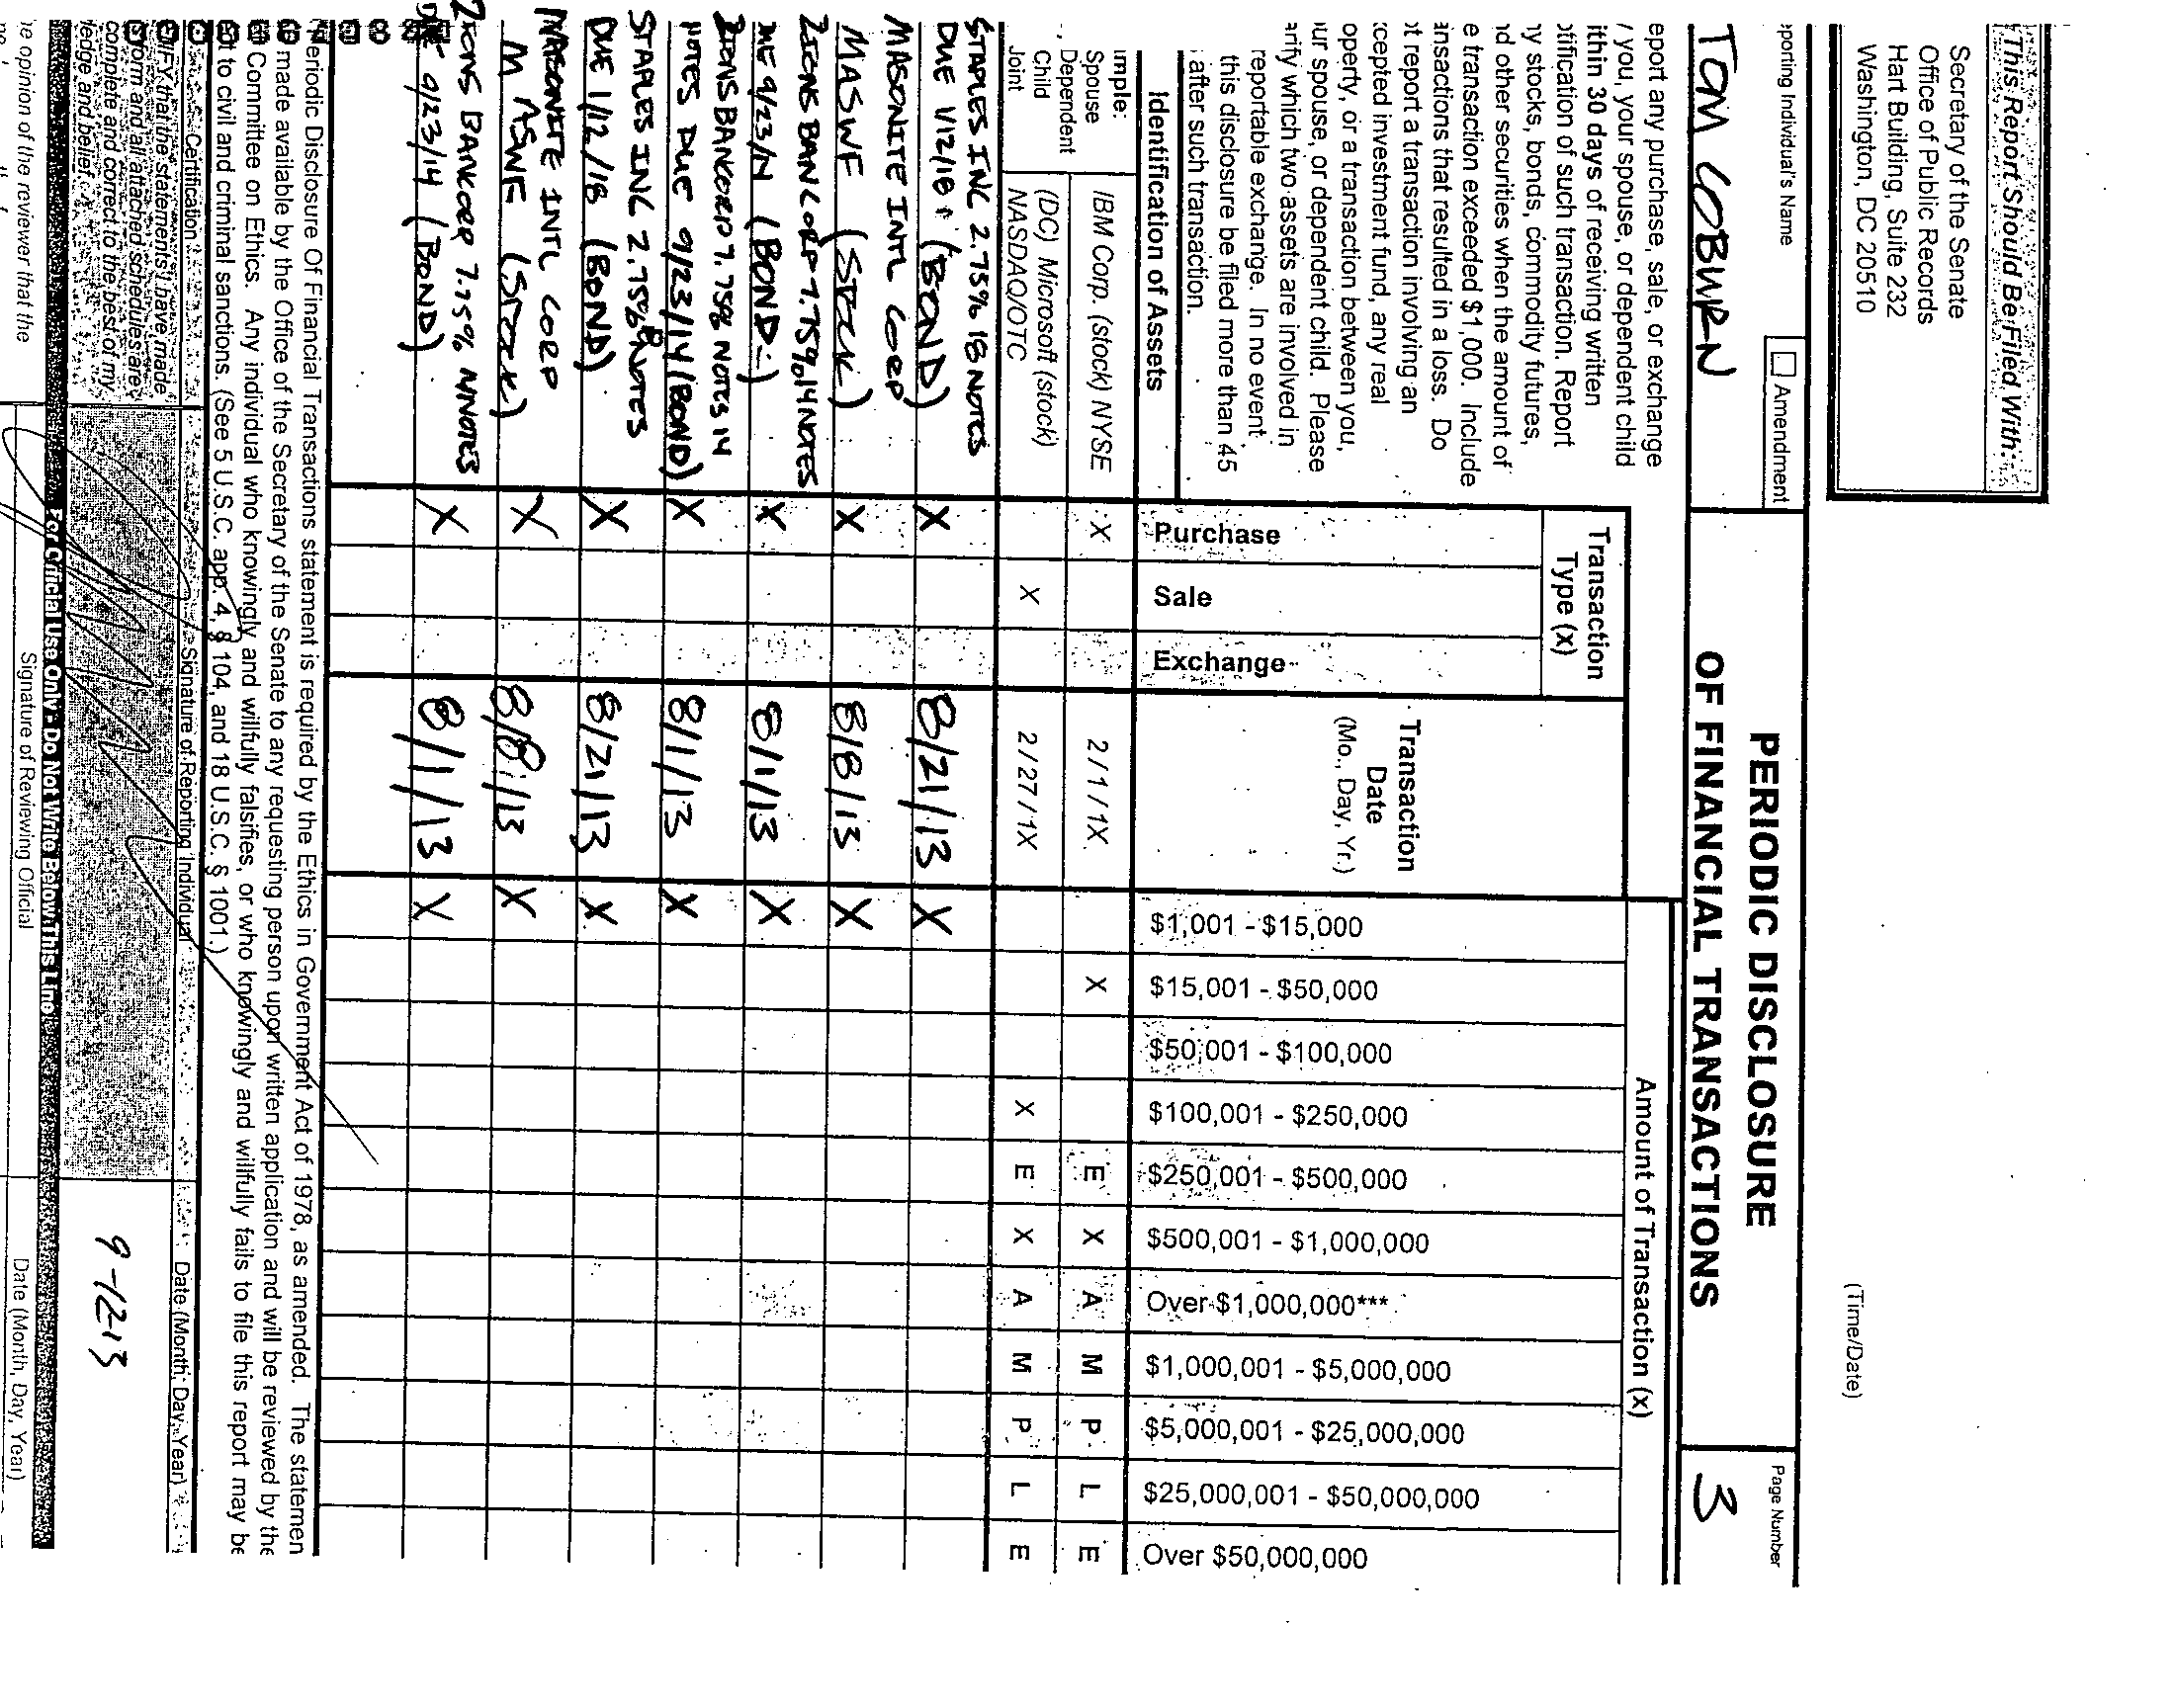 This Report Should Be Filed With:
Secretary of the Senate
Office of Public Records
Hart Building, Suite 232
Washington, DC 20510
(Time/Date)
PERIODIC DISCLOSURE
OF FINANCIAL TRANSACTIONS
porting Individual's Name
Amendment
Page Number
TOM COBURN
3
eport any purchase, sale, or exchange
you, your spouse, or dependent child
ithin 30 days of receiving written
otification of such transaction. Report
ny stocks, bonds, commodity futures,
nd other securities when the amount of
e transaction exceeded $1,000. Include
ansactions that resulted in a loss. Do
ot report a transaction involving an
xcepted investment fund, any real
operty, or a transaction between you,
ur spouse, or dependent child. Please
arify which two assets are involved in
reportable exchange. In no event
this disclosure be filed more than 45
after such transaction.
Identification of Assets
Transaction
Type (x)
Purchase
Sale
Exchange
Transaction
Date
(Mo., Day, Yr.)
Amount of Transaction (x)
$1,001 - $15,000
$15,001 - $50,000
$50,001 - $100,000
$100,001 - $250,000
$250,001 - $500,000
$500,001 - $1,000,000
Over $1,000,000***
$1,000,001 - $5,000,000
$5,000,001 - $25,000,000
$25,000,001 - $50,000,000
Over $50,000,000
mple:
Spouse
, Dependent
Child
Joint
IBM Corp. (stock) NYSE X 2/1/1X X E X A M P L E
(DC) Microsoft (stock)
NASDAQ/OTC X 2/27/1X X E X A M P L E
STAPLES INC 2.75% 18 NOTES
DUE 1/12/18 (BOND) X 8/21/13 X
MASONITE INTL CORP
MASWF (STOCK) X 8/8/13 X
ZIONS BANCORP 7.75% 14 NOTES
DUE 9/23/14 (BOND) X 8/1/13 X
ZIONS BANCORP 7.75% NOTES 14
NOTES DUE 9/23/14 (BOND) X 8/1/13 X
STAPLES INC 2.75% NOTES
DUE 1/12/18 (BOND) X 8/21/13 X
MASONITE INTL CORP
MASWF (STOCK) X 8/8/13 X
ZIONS BANCORP 7.75% NOTES
DUE 9/23/14 (BOND) X 8/1/13 X
Periodic Disclosure Of Financial Transactions statement is required by the Ethics in Government Act of 1978, as amended. The statemen
made available by the Office of the Secretary of the Senate to any requesting person upon written application and will be reviewed by the
Committee on Ethics. Any individual who knowingly and willfully falsifies, or who knowingly and willfully fails to file this report may be
ct to civil and criminal sanctions. (See 5 U.S.C. app. 4, § 104, and 18 U.S.C. § 1001.)
Certification
Signature of Reporting Individual
Date (Month, Day, Year)
IFY that the statements I have made
form and all attached schedules are
complete and correct to the best of my
ledge and belief
9-12-13
For Official Use Only - Do Not Write Below This Line
he opinion of the reviewer that the
Signature of Reviewing Official
Date (Month, Day, Year)